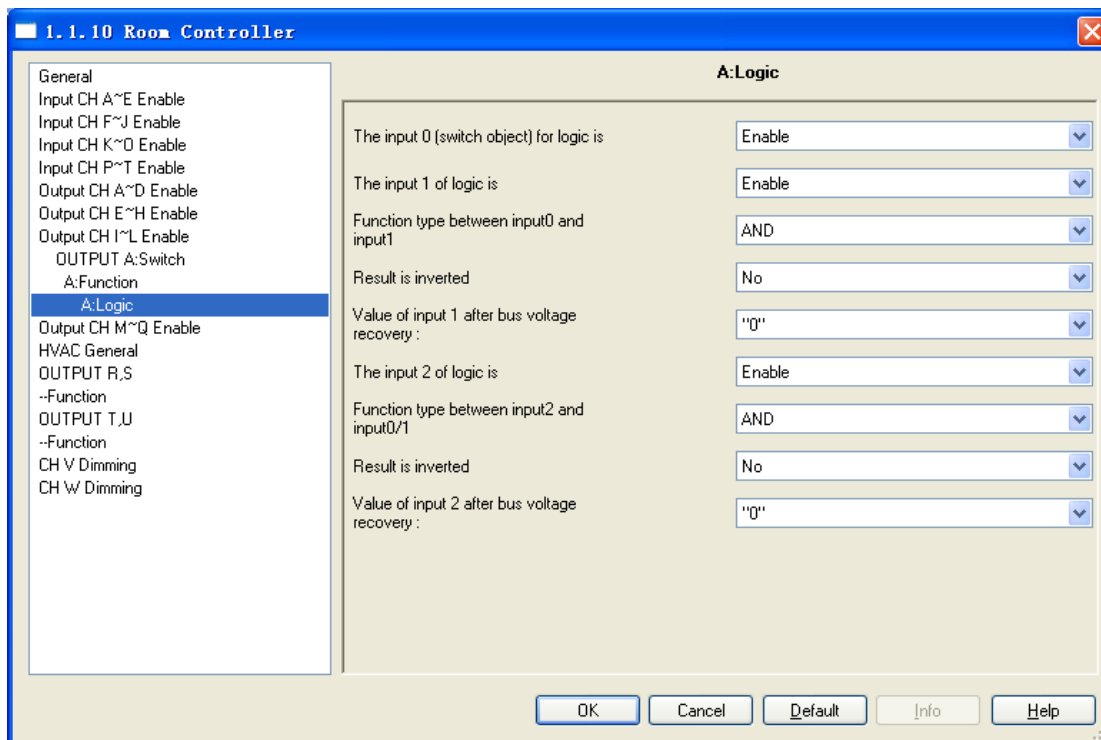 1.1.10 Room Controller
General
Input CH A~E Enable
Input CH F~J Enable
Input CH K~O Enable
Input CH P~T Enable
Output CH A~D Enable
Output CH E~H Enable
Output CH I~L Enable
OUTPUT A:Switch
A:Function
A:Logic
Output CH M~Q Enable
HVAC General
OUTPUT R,S
--Function
OUTPUT T,U
--Function
CH V Dimming
CH W Dimming
A:Logic
The input 0 (switch object) for logic is
Enable
The input 1 of logic is
Enable
Function type between input0 and
input1
AND
Result is inverted
No
Value of input 1 after bus voltage
recovery :
"0"
The input 2 of logic is
Enable
Function type between input2 and
input0/1
AND
Result is inverted
No
Value of input 2 after bus voltage
recovery :
"0"
OK
Cancel
Default
Info
Help